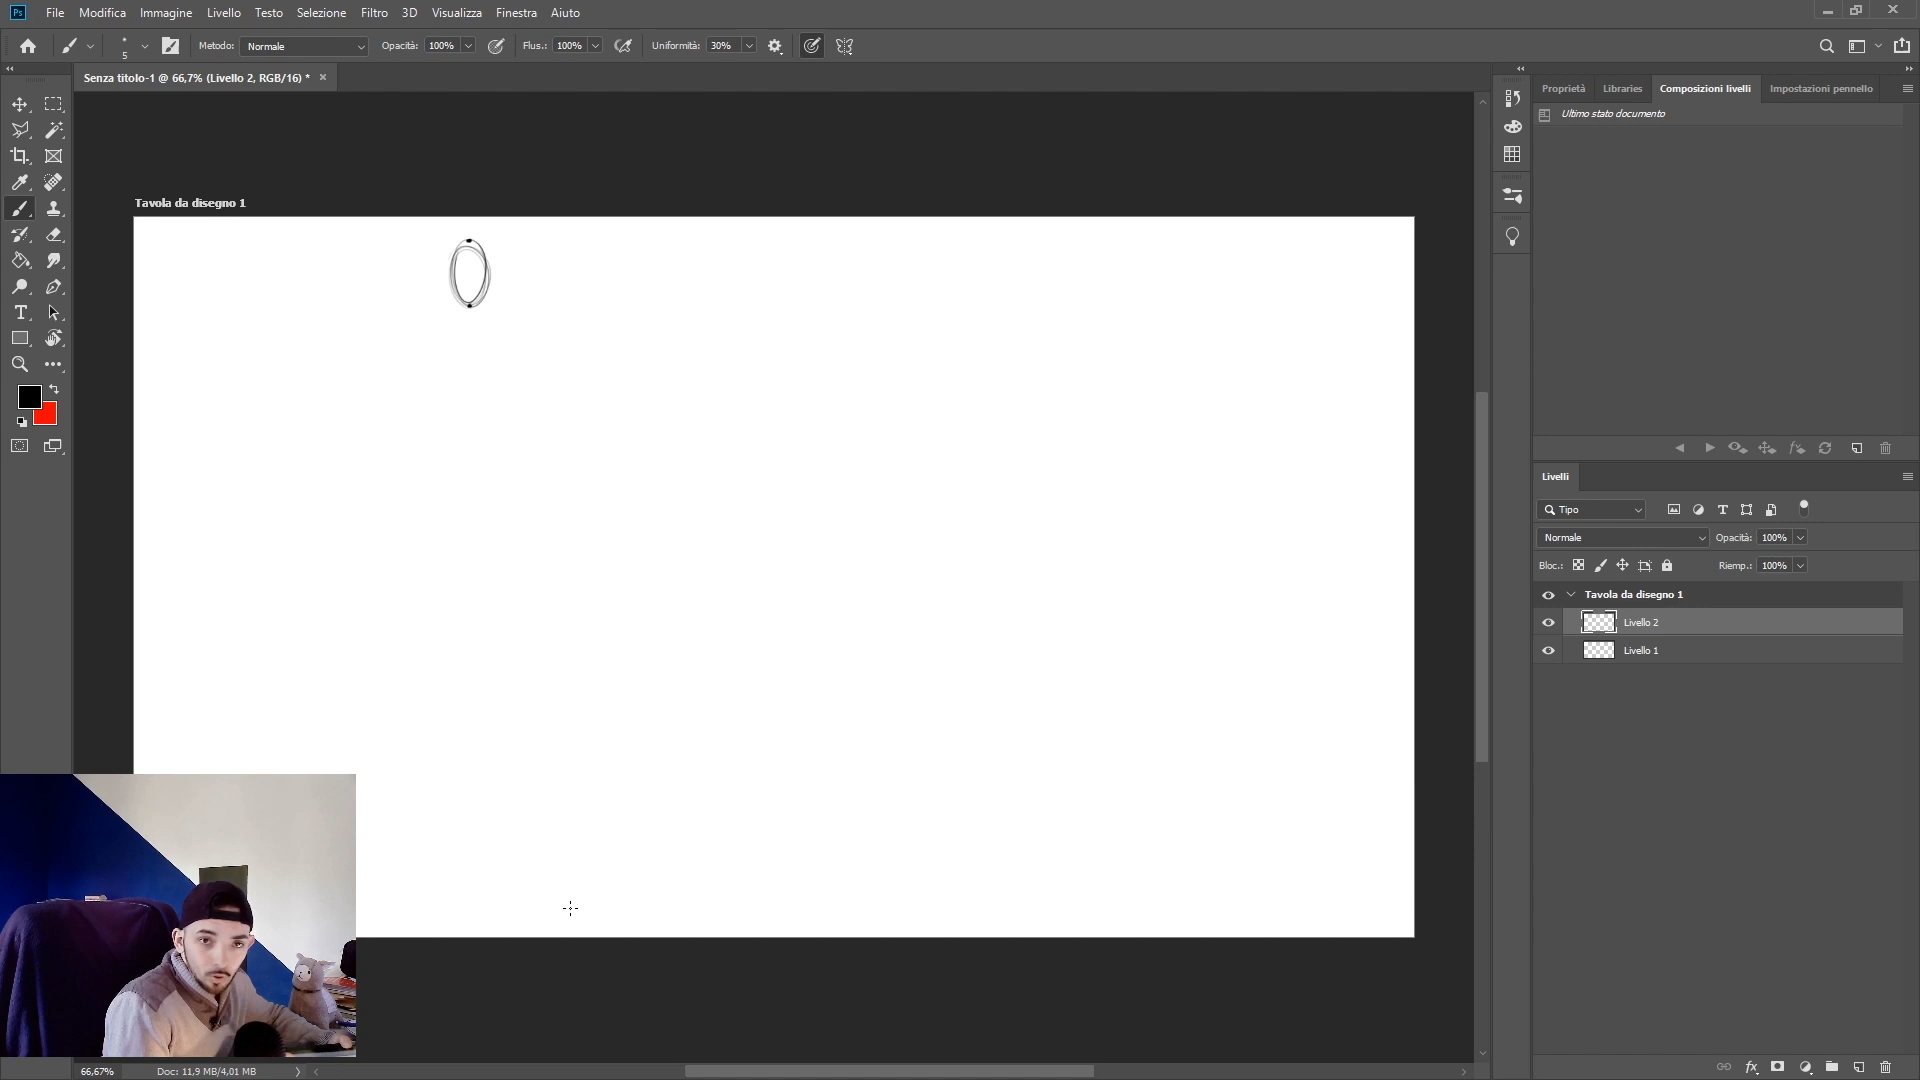 Ps File Modifica Immagine Livello Testo Selezione Filtro 3D Visualizza Finestra Aiuto
5 Metodo: Normale Opacità: 100% Flus.: 100% Uniformità: 30%
Senza titolo-1 @ 66,7% (Livello 2, RGB/16) * ×
Proprietà Libraries Composizioni livelli Impostazioni pennello
Ultimo stato documento
Tavola da disegno 1
Livelli
Tipo
Normale Opacità: 100%
Bloc.: Riemp.: 100%
Tavola da disegno 1
Livello 2
Livello 1
66,67% Doc: 11,9 MB/4,01 MB